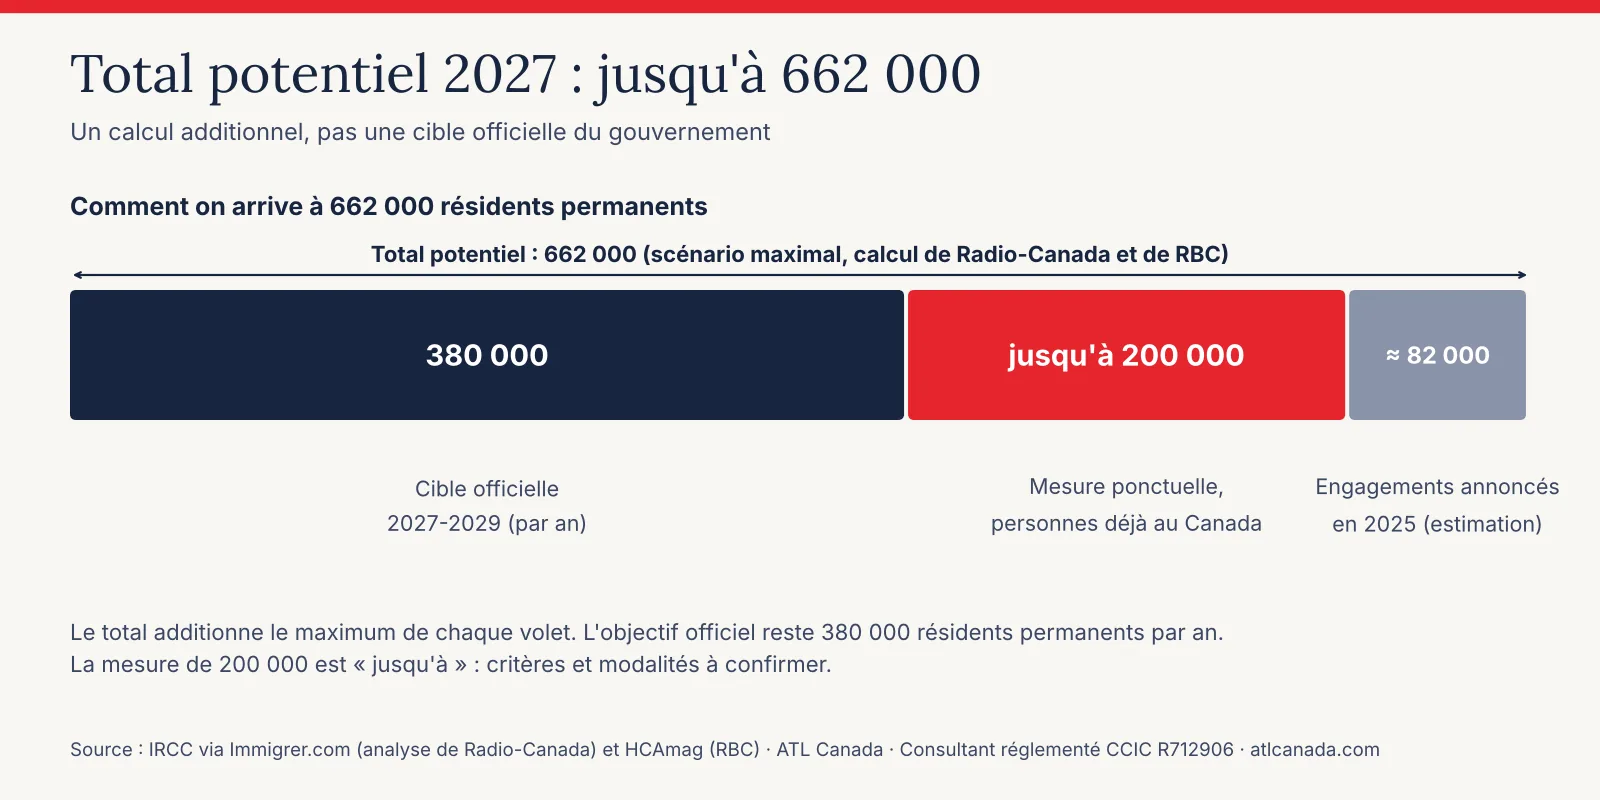 Total potentiel 2027 : jusqu'à 662 000
Un calcul additionnel, pas une cible officielle du gouvernement
Comment on arrive à 662 000 résidents permanents
Total potentiel : 662 000 (scénario maximal, calcul de Radio-Canada et de RBC)
380 000
jusqu'à 200 000
≈ 82 000
Cible officielle
2027-2029 (par an)
Mesure ponctuelle,
personnes déjà au Canada
Engagements annoncés
en 2025 (estimation)
Le total additionne le maximum de chaque volet. L'objectif officiel reste 380 000 résidents permanents par an.
La mesure de 200 000 est « jusqu'à » : critères et modalités à confirmer.
Source : IRCC via Immigrer.com (analyse de Radio-Canada) et HCAmag (RBC) · ATL Canada · Consultant réglementé CCIC R712906 · atlcanada.com